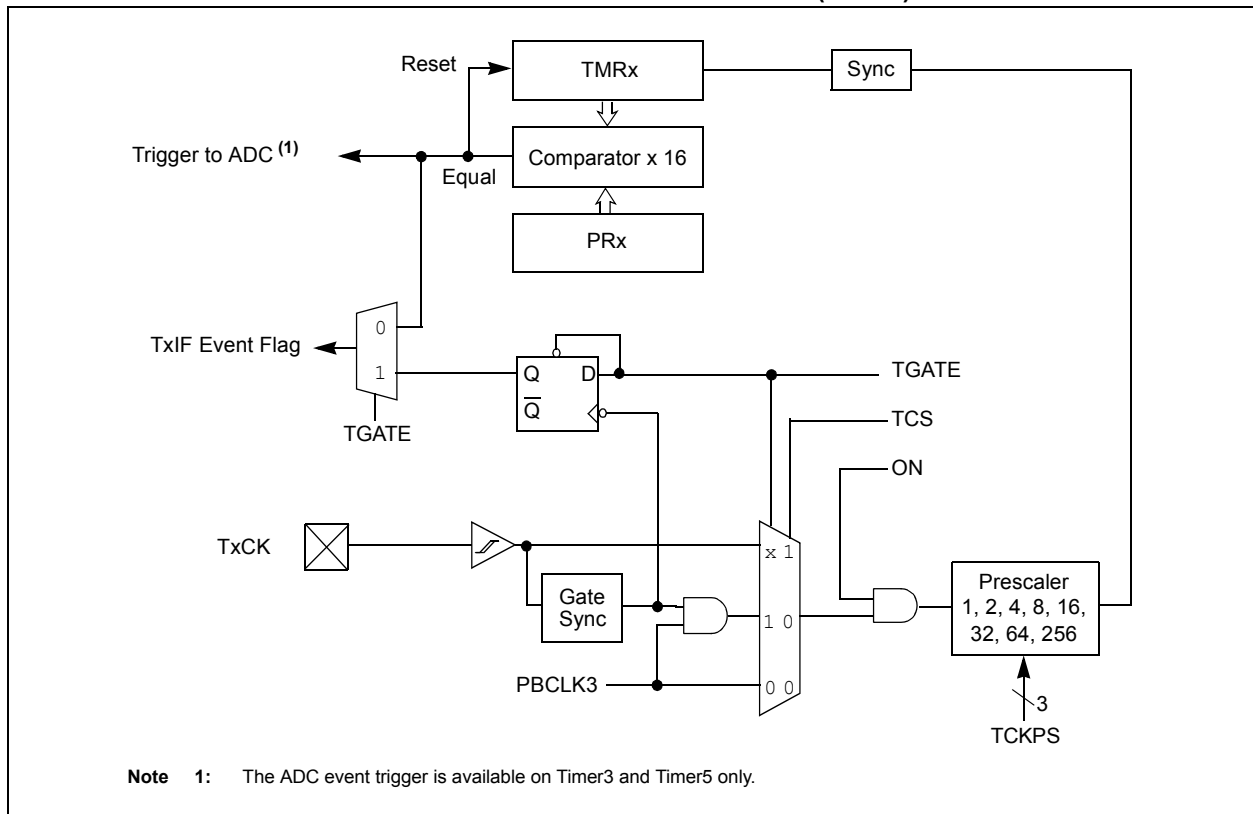 Reset
TMRx
Sync
Trigger to ADC (1)
Equal
Comparator x 16
PRx
TxIF Event Flag
0
1
TGATE
Q
D
Q
TGATE
TCS
ON
TxCK
x 1
Gate
Sync
1 0
Prescaler
1, 2, 4, 8, 16,
32, 64, 256
PBCLK3
0 0
3
TCKPS
Note 1: The ADC event trigger is available on Timer3 and Timer5 only.